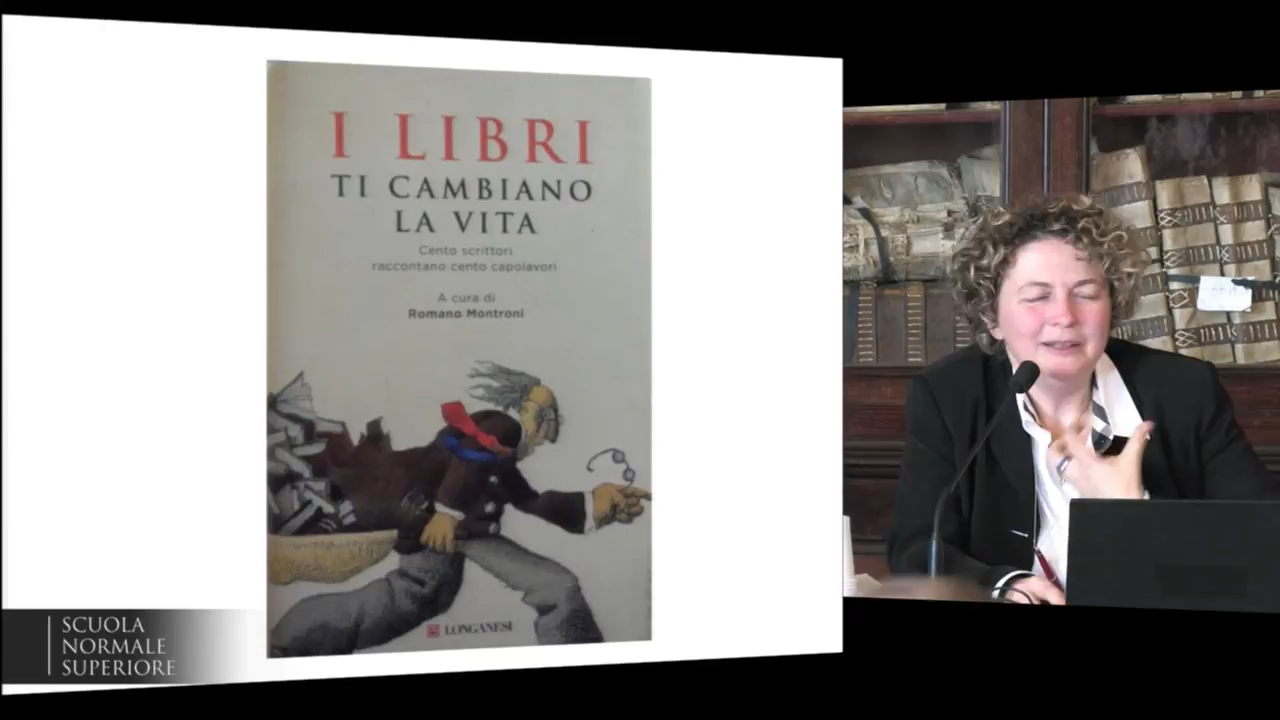 I LIBRI
TI CAMBIANO
LA VITA
Cento scrittori
raccontano cento capolavori
A cura di
Romano Montroni
LONGANESI
SCUOLA
NORMALE
SUPERIORE